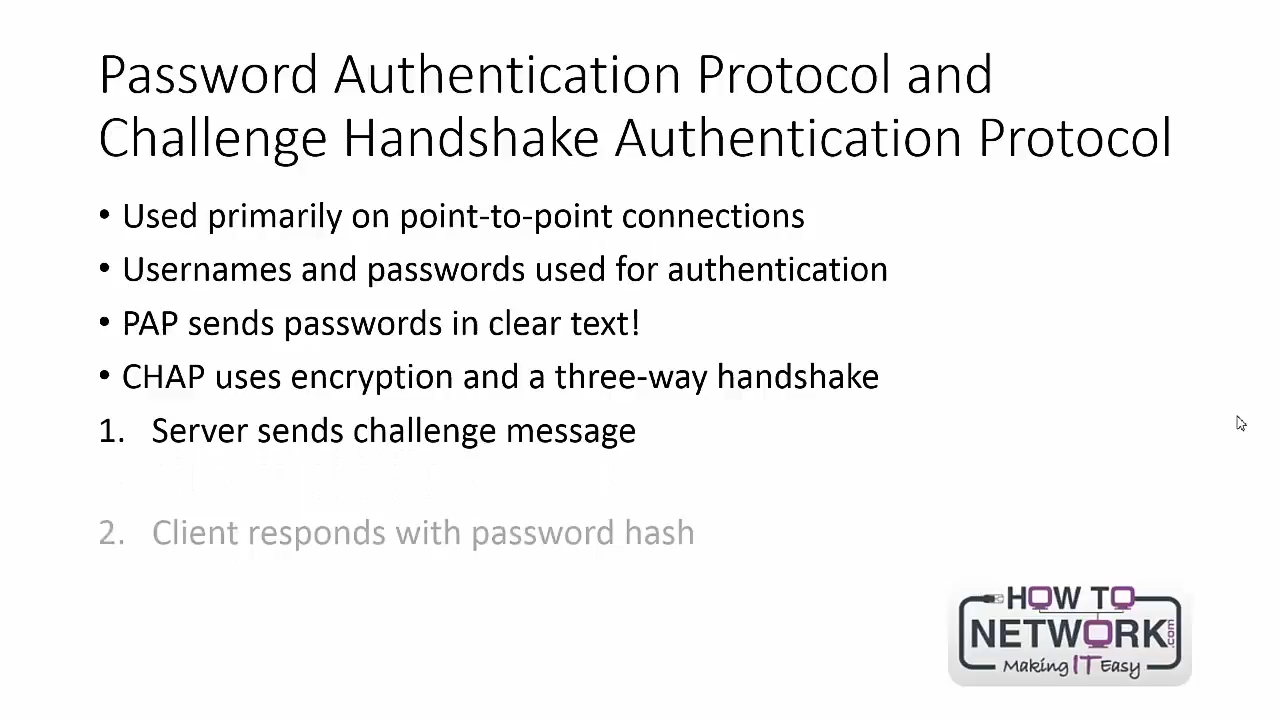 Password Authentication Protocol and
Challenge Handshake Authentication Protocol
• Used primarily on point-to-point connections
• Usernames and passwords used for authentication
• PAP sends passwords in clear text!
• CHAP uses encryption and a three-way handshake
1. Server sends challenge message
2. Client responds with password hash
HOW TO
NETWORK.com
Making IT Easy